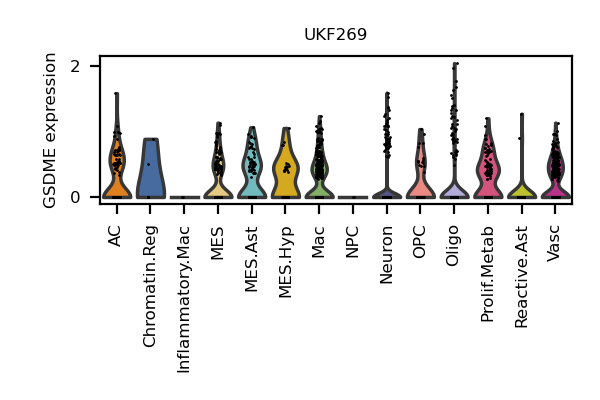 UKF269
GSDME expression
2
0
AC
Chromatin.Reg
Inflammatory.Mac
MES
MES.Ast
MES.Hyp
Mac
NPC
Neuron
OPC
Oligo
Prolif.Metab
Reactive.Ast
Vasc